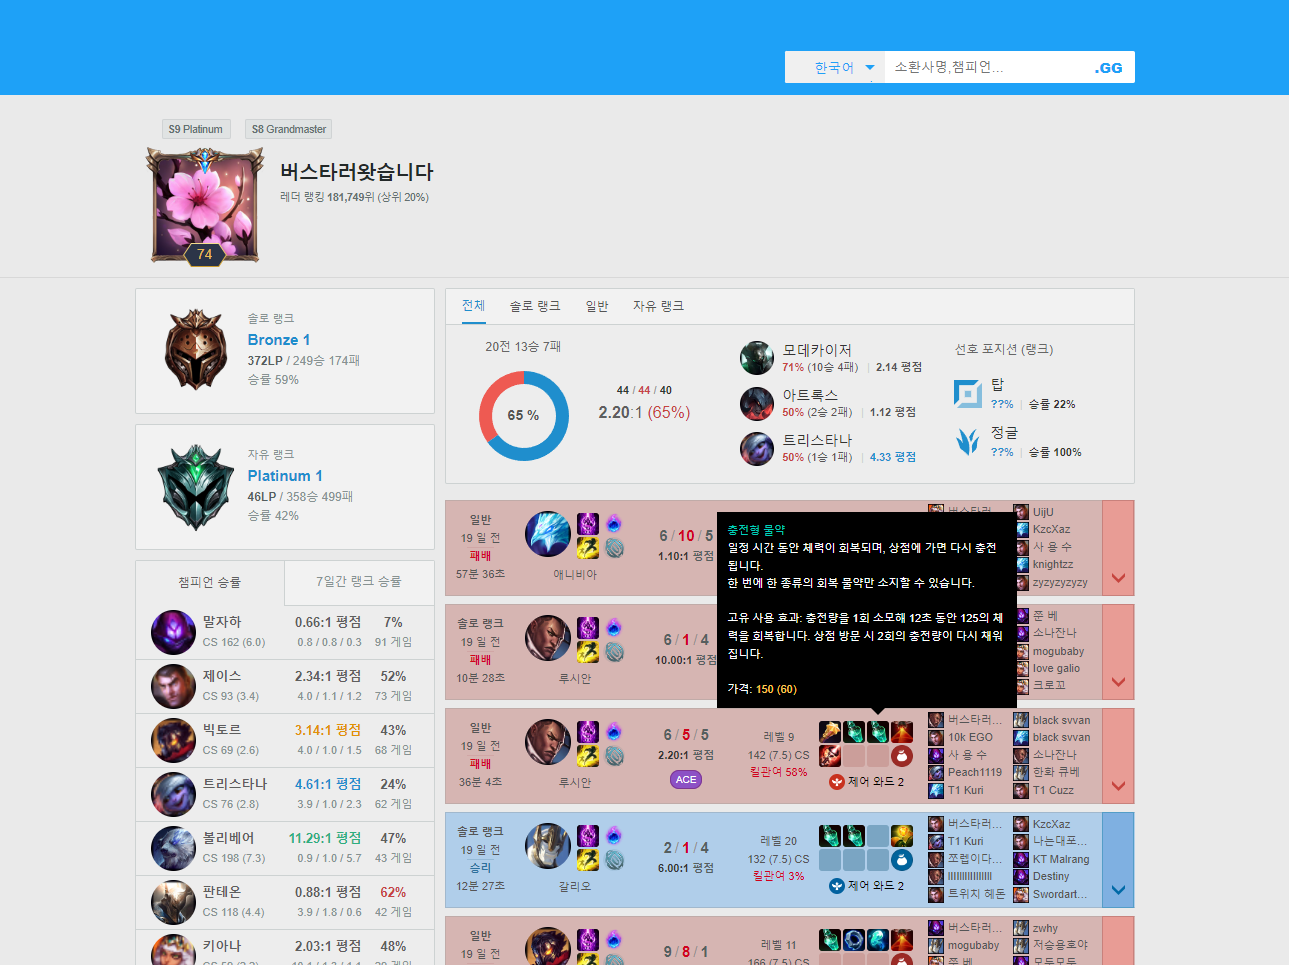 한국어
소환사명,챔피언...
.GG
S9 Platinum
S8 Grandmaster
74
버스타러왓습니다
레더 랭킹 181,749위 (상위 20%)
솔로 랭크
Bronze 1
372LP / 249승 174패
승률 59%
자유 랭크
Platinum 1
46LP / 358승 499패
승률 42%
챔피언 승률
7일간 랭크 승률
말자하 0.66:1 평점 7%
CS 162 (6.0) 0.8 / 0.8 / 0.3 91 게임
제이스 2.34:1 평점 52%
CS 93 (3.4) 4.0 / 1.1 / 1.2 73 게임
빅토르 3.14:1 평점 43%
CS 69 (2.6) 4.0 / 1.0 / 1.5 68 게임
트리스타나 4.61:1 평점 24%
CS 76 (2.8) 3.9 / 1.0 / 2.3 62 게임
볼리베어 11.29:1 평점 47%
CS 198 (7.3) 0.9 / 1.0 / 5.7 43 게임
판테온 0.88:1 평점 62%
CS 118 (4.4) 3.9 / 1.8 / 0.6 42 게임
키아나 2.03:1 평점 48%
전체
솔로 랭크
일반
자유 랭크
20전 13승 7패
65 %
44 / 44 / 40
2.20:1 (65%)
모데카이저
71% (10승 4패) | 2.14 평점
아트록스
50% (2승 2패) | 1.12 평점
트리스타나
50% (1승 1패) | 4.33 평점
선호 포지션 (랭크)
탑
??% | 승률 22%
정글
??% | 승률 100%
일반
19 일 전
패배
57분 36초
애니비아
6 / 10 / 5
1.10:1 평점
UijU
KzcXaz
사 용 수
knightzz
zyzyzyzyzy
충전형 물약
일정 시간 동안 체력이 회복되며, 상점에 가면 다시 충전
됩니다.
한 번에 한 종류의 회복 물약만 소지할 수 있습니다.
고유 사용 효과: 충전량을 1회 소모해 12초 동안 125의 체
력을 회복합니다. 상점 방문 시 2회의 충전량이 다시 채워
집니다.
가격: 150 (60)
솔로 랭크
19 일 전
패배
10분 28초
루시안
6 / 1 / 4
10.00:1 평점
쭌 베
소나잔나
mogubaby
love galio
크로꼬
일반
19 일 전
패배
36분 4초
루시안
6 / 5 / 5
2.20:1 평점
ACE
레벨 9
142 (7.5) CS
킬관여 58%
제어 와드 2
버스타러...
10k EGO
사 용 수
Peach1119
T1 Kuri
black svvan
black svvan
소나잔나
한화 큐베
T1 Cuzz
솔로 랭크
19 일 전
승리
12분 27초
갈리오
2 / 1 / 4
6.00:1 평점
레벨 20
132 (7.5) CS
킬관여 3%
제어 와드 2
버스타러...
T1 Kuri
쪼렙이다...
트위치 헤돈
KzcXaz
나는대포...
KT Malrang
Destiny
Swordart...
일반
19 일 전
9 / 8 / 1
레벨 11
166 (7.5) CS
버스타러...
mogubaby
쭌 베
zwhy
저승용호야
모두모두